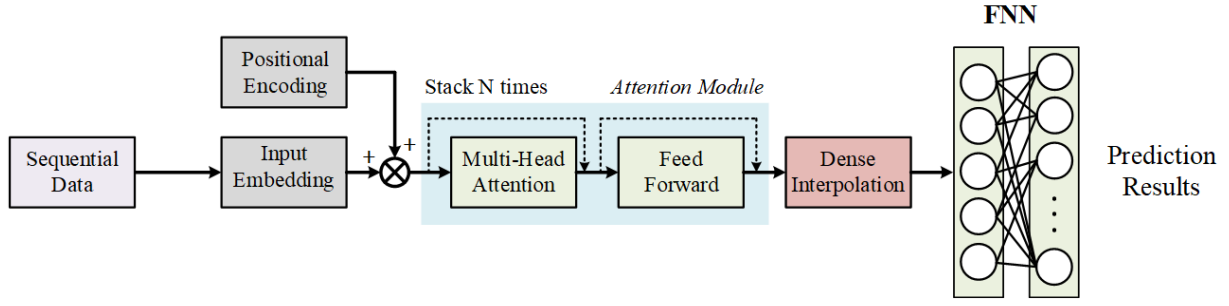 FNN
Positional
Encoding
Stack N times
Attention Module
+
+
Sequential
Data
Input
Embedding
Multi-Head
Attention
Feed
Forward
Dense
Interpolation
Prediction
Results